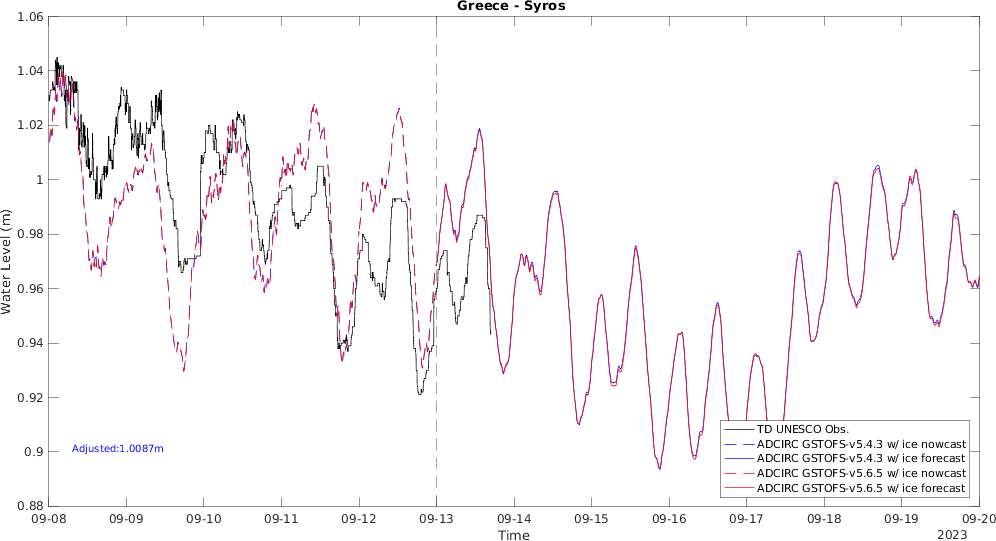 Greece - Syros
1.06
1.04
1.02
1
0.98
0.96
0.94
0.92
0.9
0.88
Water Level (m)
Adjusted:1.0087m
TD UNESCO Obs.
ADCIRC GSTOFS-v5.4.3 w/ ice nowcast
ADCIRC GSTOFS-v5.4.3 w/ ice forecast
ADCIRC GSTOFS-v5.6.5 w/ ice nowcast
ADCIRC GSTOFS-v5.6.5 w/ ice forecast
09-08 09-09 09-10 09-11 09-12 09-13 09-14 09-15 09-16 09-17 09-18 09-19 09-20
Time
2023